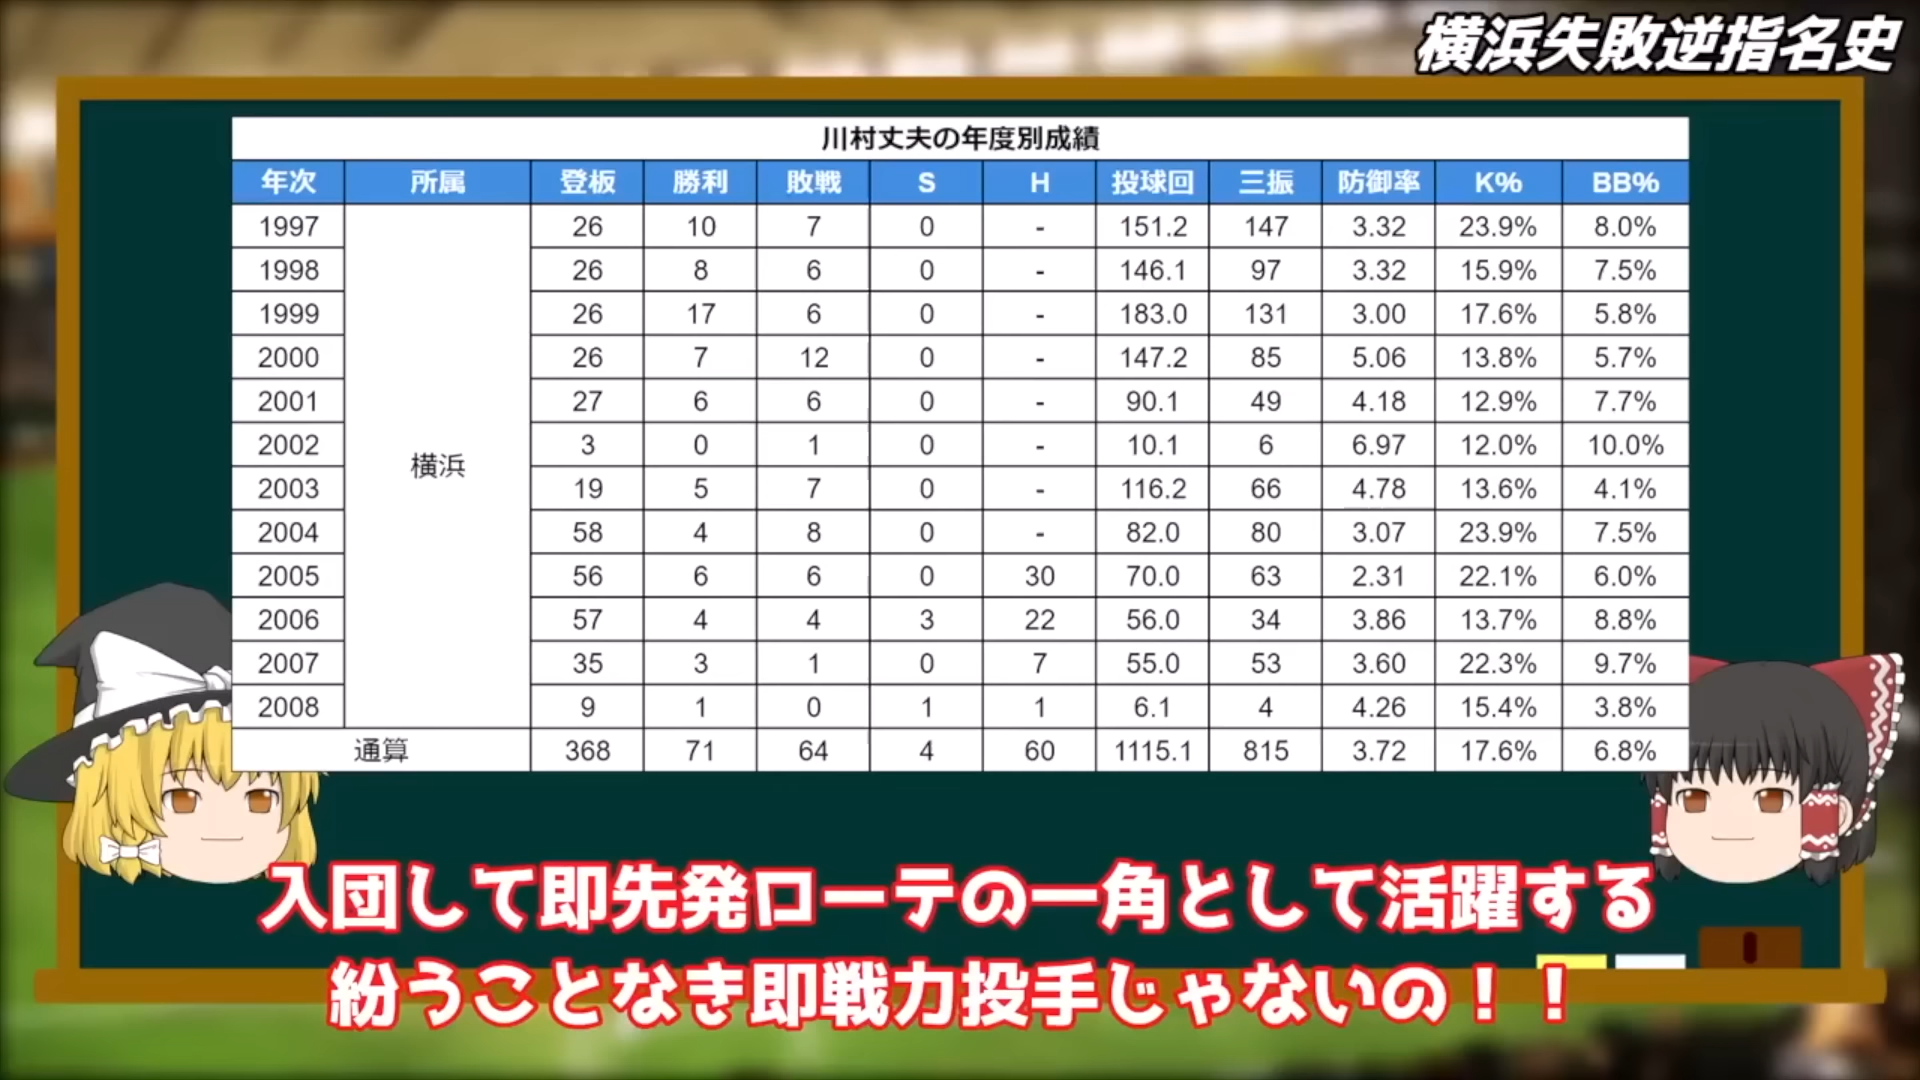 横浜失敗逆指名史
川村丈夫の年度別成績
年次 所属 登板 勝利 敗戦 S H 投球回 三振 防御率 K% BB%
1997 26 10 7 0 - 151.2 147 3.32 23.9% 8.0%
1998 26 8 6 0 - 146.1 97 3.32 15.9% 7.5%
1999 26 17 6 0 - 183.0 131 3.00 17.6% 5.8%
2000 26 7 12 0 - 147.2 85 5.06 13.8% 5.7%
2001 27 6 6 0 - 90.1 49 4.18 12.9% 7.7%
2002 3 0 1 0 - 10.1 6 6.97 12.0% 10.0%
横浜
2003 19 5 7 0 - 116.2 66 4.78 13.6% 4.1%
2004 58 4 8 0 - 82.0 80 3.07 23.9% 7.5%
2005 56 6 6 0 30 70.0 63 2.31 22.1% 6.0%
2006 57 4 4 3 22 56.0 34 3.86 13.7% 8.8%
2007 35 3 1 0 7 55.0 53 3.60 22.3% 9.7%
2008 9 1 0 1 1 6.1 4 4.26 15.4% 3.8%
通算 368 71 64 4 60 1115.1 815 3.72 17.6% 6.8%
入団して即先発ローテの一角として活躍する
紛うことなき即戦力投手じゃないの！！